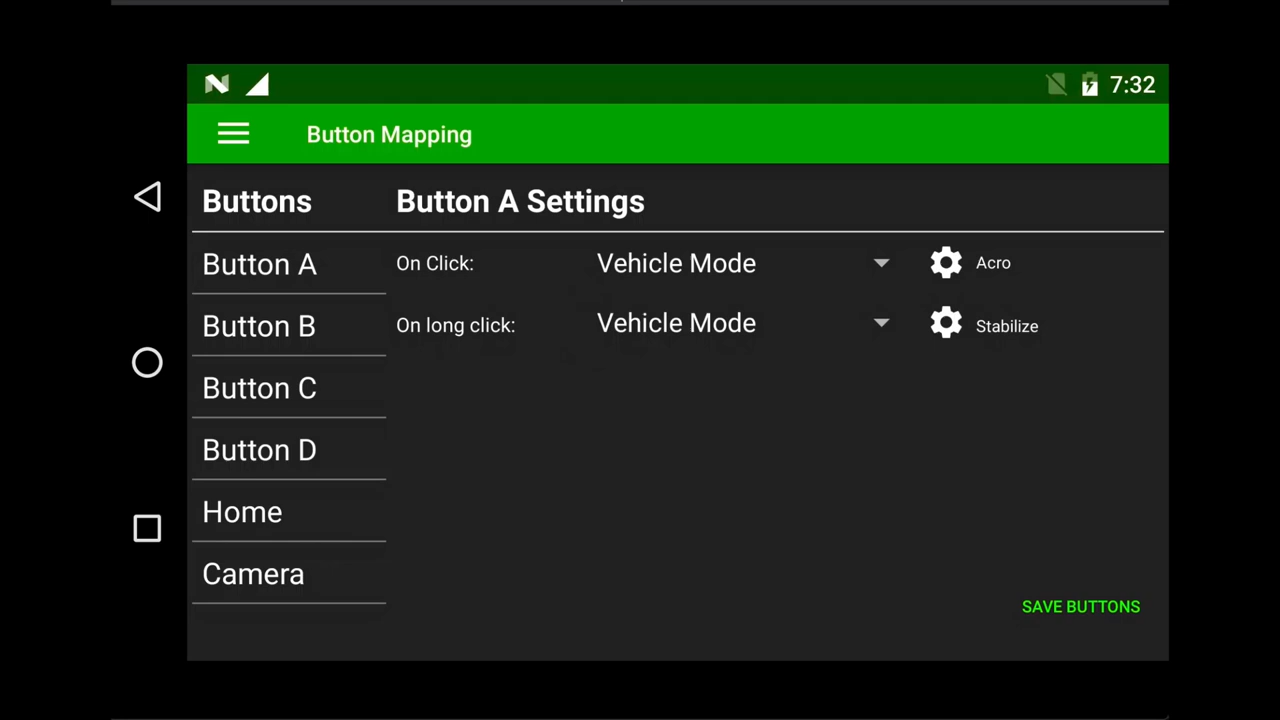 7:32
Button Mapping
Buttons
Button A Settings
Button A
On Click:
Vehicle Mode
Acro
Button B
On long click:
Vehicle Mode
Stabilize
Button C
Button D
Home
Camera
SAVE BUTTONS